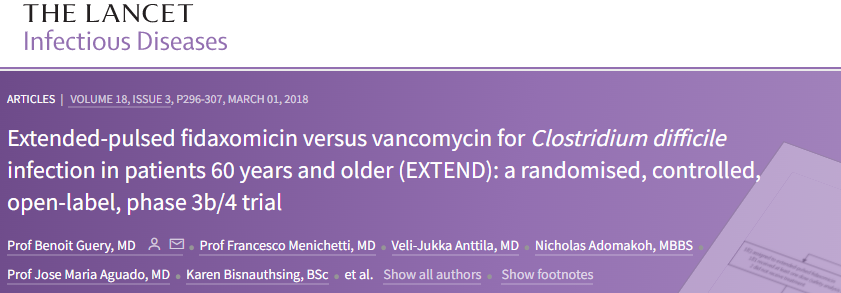 THE LANCET
Infectious Diseases
ARTICLES | VOLUME 18, ISSUE 3, P296-307, MARCH 01, 2018
Extended-pulsed fidaxomicin versus vancomycin for Clostridium difficile
infection in patients 60 years and older (EXTEND): a randomised, controlled,
open-label, phase 3b/4 trial
Prof Benoit Guery, MD • Prof Francesco Menichetti, MD • Veli-Jukka Anttila, MD • Nicholas Adomakoh, MBBS •
Prof Jose Maria Aguado, MD • Karen Bisnauthsing, BSc • et al. Show all authors • Show footnotes